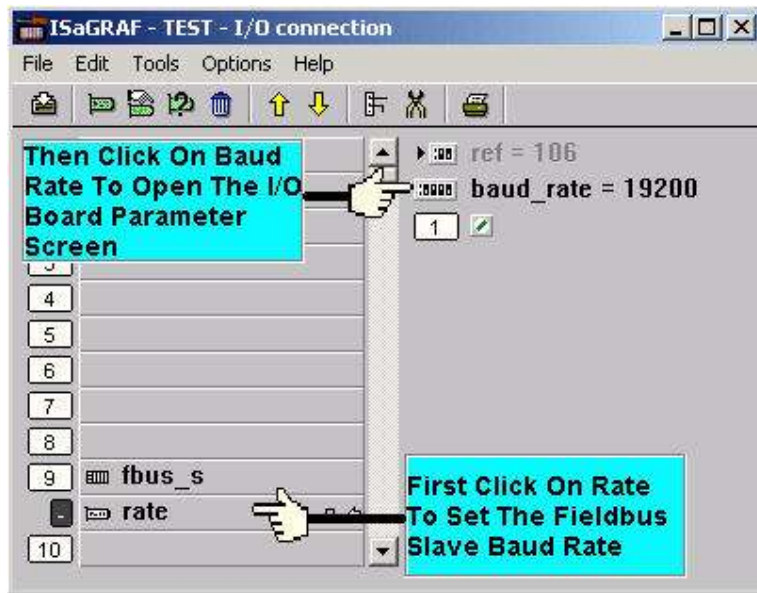 ISaGRAF - TEST - I/O connection
File Edit Tools Options Help
Then Click On Baud
Rate To Open The I/O
Board Parameter
Screen
ref = 106
baud_rate = 19200
1
4
5
6
7
8
9 fbus_s
- rate
10
First Click On Rate
To Set The Fieldbus
Slave Baud Rate